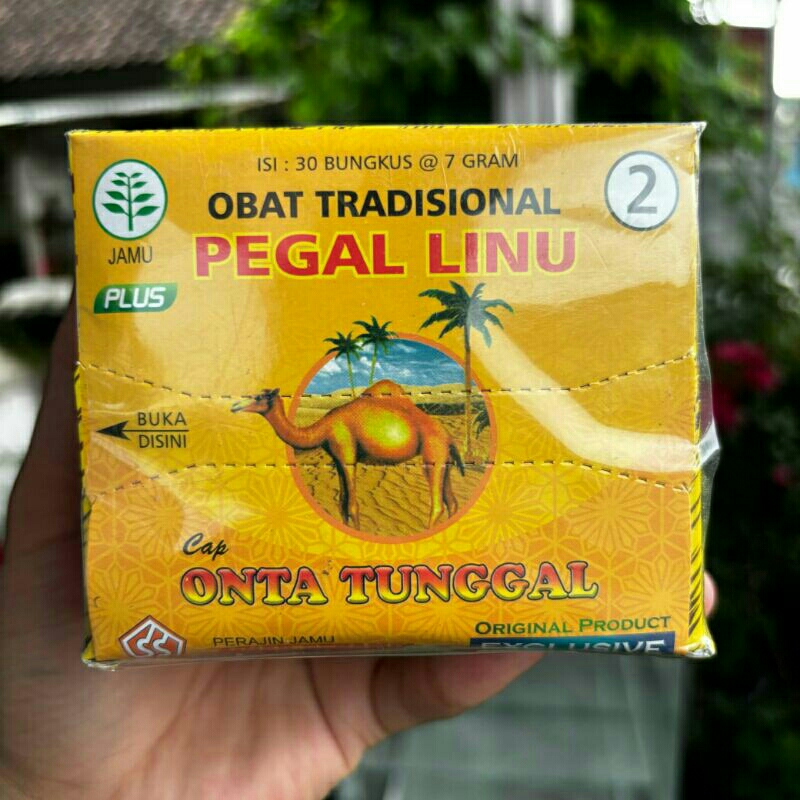 ISI : 30 BUNGKUS @ 7 GRAM
OBAT TRADISIONAL
2
JAMU
PEGAL LINU
PLUS
BUKA
DISINI
Cap
ONTA TUNGGAL
ORIGINAL PRODUCT
EXCLUSIVE
PERAJIN JAMU